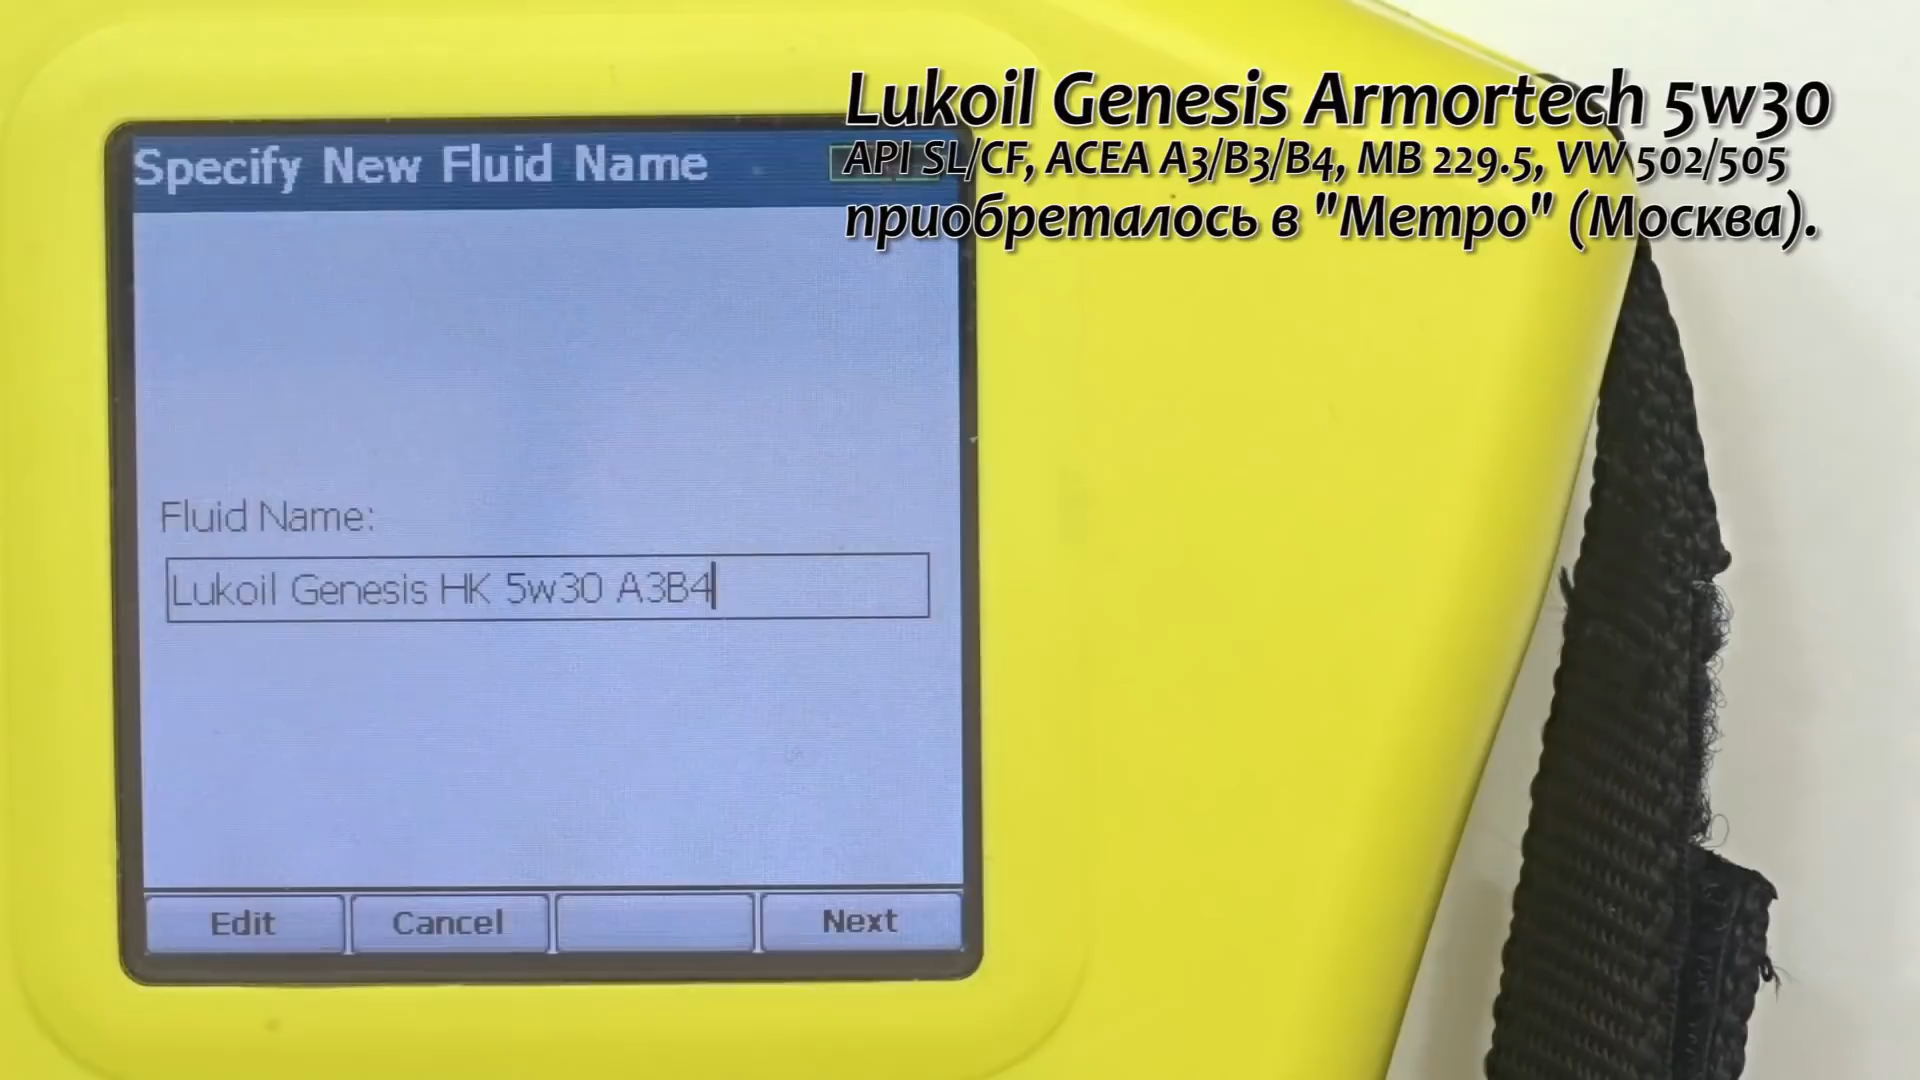 Lukoil Genesis Armortech 5w30
API SL/CF, ACEA A3/B3/B4, MB 229.5, VW 502/505
приобреталось в "Метро" (Москва).
Specify New Fluid Name
Fluid Name:
Lukoil Genesis HK 5w30 A3B4
Edit
Cancel
Next